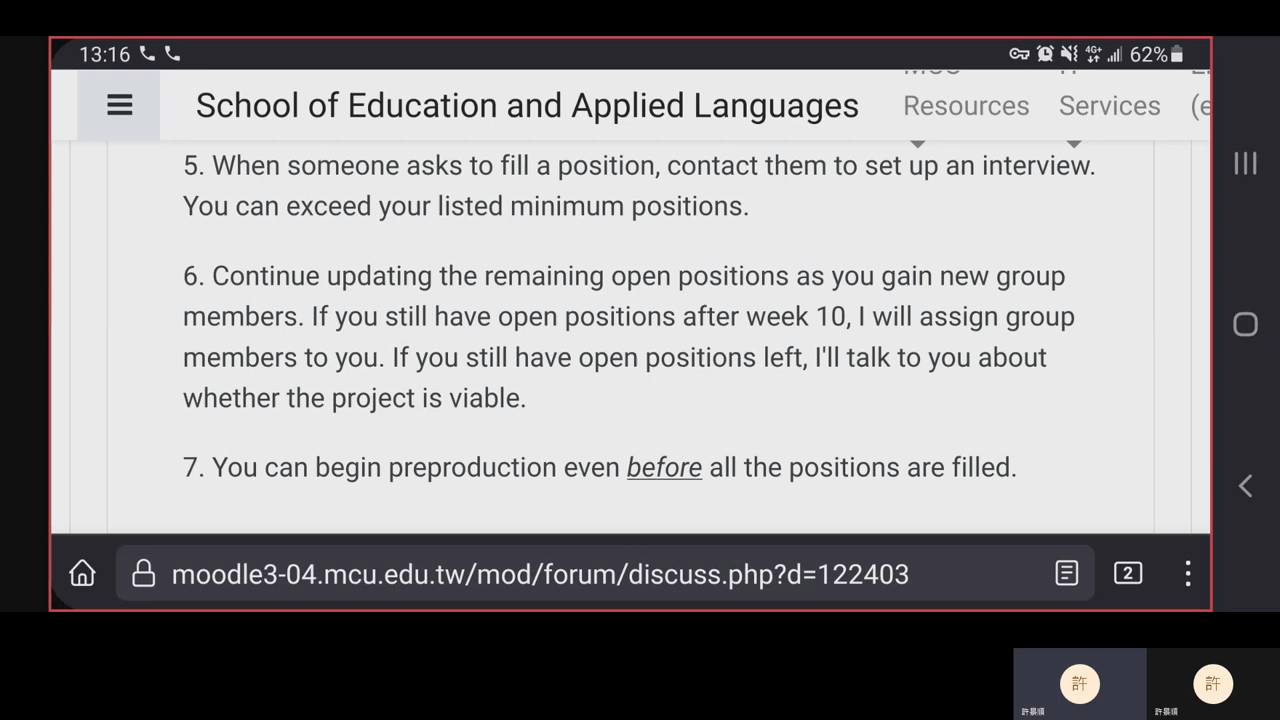 13:16 4G+ 62%
School of Education and Applied Languages
Resources
Services
(e
5. When someone asks to fill a position, contact them to set up an interview.
You can exceed your listed minimum positions.
6. Continue updating the remaining open positions as you gain new group
members. If you still have open positions after week 10, I will assign group
members to you. If you still have open positions left, I'll talk to you about
whether the project is viable.
7. You can begin preproduction even before all the positions are filled.
moodle3-04.mcu.edu.tw/mod/forum/discuss.php?d=122403
2
許
許